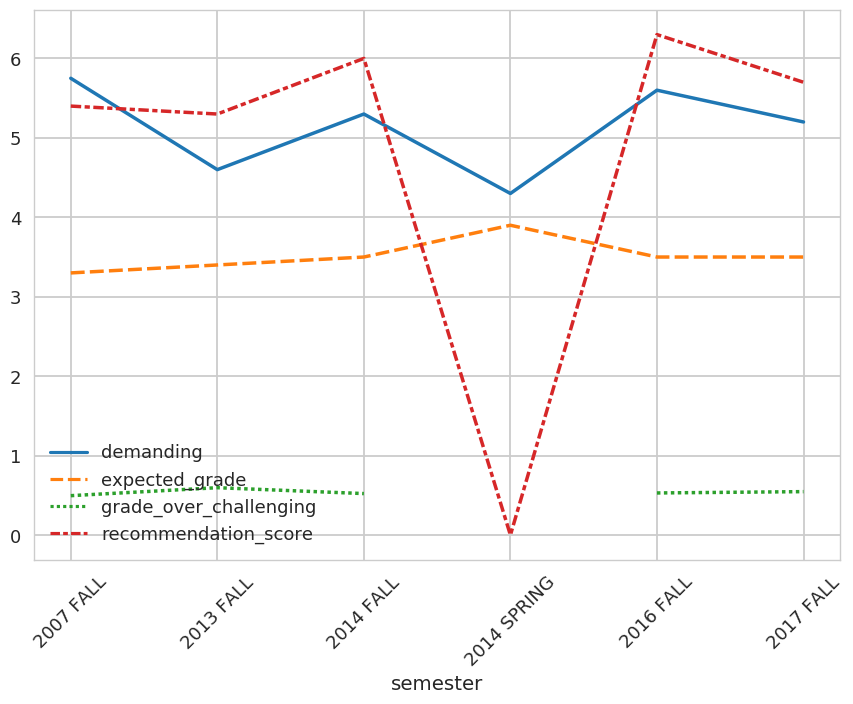 6
5
4
3
2
1
0
demanding
expected_grade
grade_over_challenging
recommendation_score
2007 FALL
2013 FALL
2014 FALL
2014 SPRING
2016 FALL
2017 FALL
semester